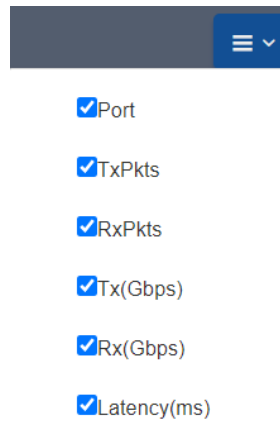 Port
TxPkts
RxPkts
Tx(Gbps)
Rx(Gbps)
Latency(ms)